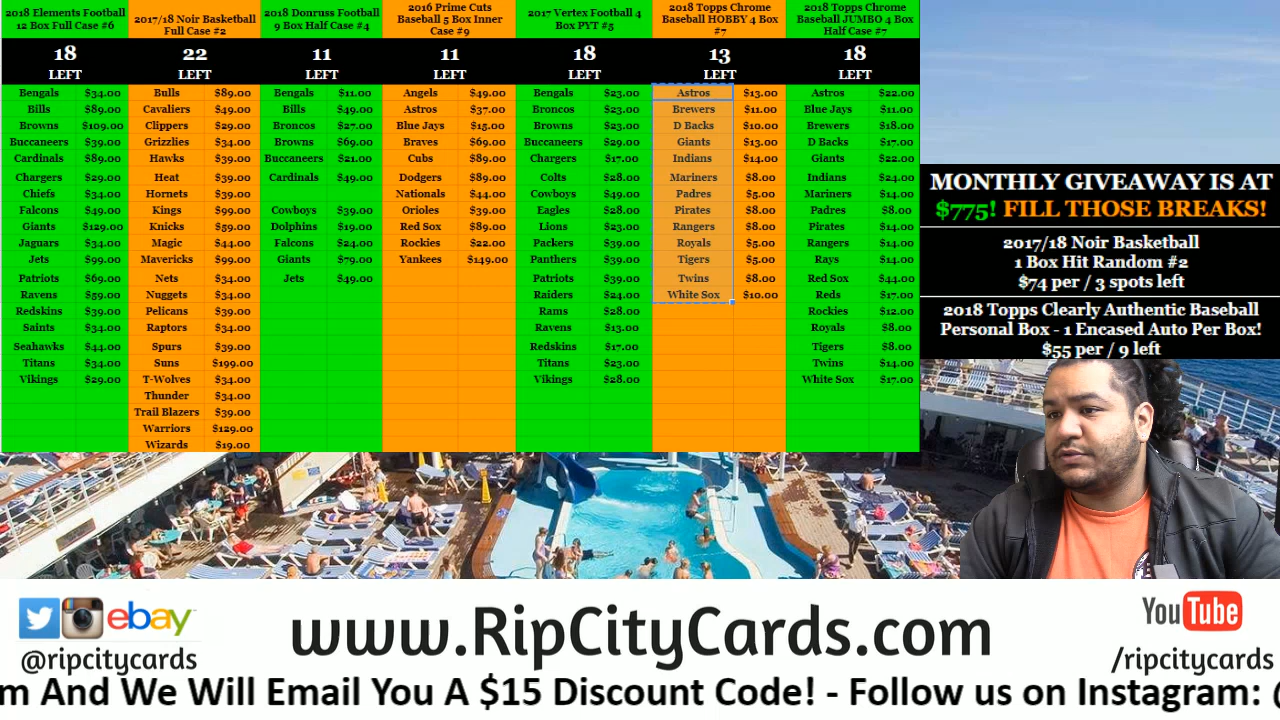 2018 Elements Football
12 Box Full Case #6
18
LEFT
Bengals $34.00
Bills $89.00
Browns $109.00
Buccaneers $39.00
Cardinals $89.00
Chargers $29.00
Chiefs $34.00
Falcons $49.00
Giants $129.00
Jaguars $34.00
Jets $99.00
Patriots $69.00
Ravens $59.00
Redskins $39.00
Saints $34.00
Seahawks $44.00
Titans $34.00
Vikings $29.00
2017/18 Noir Basketball
Full Case #2
22
LEFT
Bulls $89.00
Cavaliers $49.00
Clippers $29.00
Grizzlies $34.00
Hawks $39.00
Heat $39.00
Hornets $39.00
Kings $99.00
Knicks $59.00
Magic $44.00
Mavericks $99.00
Nets $34.00
Nuggets $34.00
Pelicans $39.00
Raptors $34.00
Spurs $39.00
Suns $199.00
T-Wolves $34.00
Thunder $34.00
Trail Blazers $39.00
Warriors $129.00
Wizards $19.00
2018 Donruss Football
9 Box Half Case #4
11
LEFT
Bengals $11.00
Bills $49.00
Broncos $27.00
Browns $69.00
Buccaneers $21.00
Cardinals $49.00
Cowboys $39.00
Dolphins $19.00
Falcons $24.00
Giants $79.00
Jets $49.00
2016 Prime Cuts
Baseball 5 Box Inner
Case #9
11
LEFT
Angels $49.00
Astros $37.00
Blue Jays $15.00
Braves $69.00
Cubs $89.00
Dodgers $89.00
Nationals $44.00
Orioles $39.00
Red Sox $89.00
Rockies $22.00
Yankees $149.00
2017 Vertex Football 4
Box PYT #5
18
LEFT
Bengals $23.00
Broncos $23.00
Browns $23.00
Buccaneers $29.00
Chargers $17.00
Colts $28.00
Cowboys $49.00
Eagles $28.00
Lions $23.00
Packers $39.00
Panthers $39.00
Patriots $39.00
Raiders $24.00
Rams $28.00
Ravens $13.00
Redskins $17.00
Titans $23.00
Vikings $28.00
2018 Topps Chrome
Baseball HOBBY 4 Box
#7
13
LEFT
Astros $13.00
Brewers $11.00
D Backs $10.00
Giants $13.00
Indians $14.00
Mariners $8.00
Padres $5.00
Pirates $8.00
Rangers $8.00
Royals $5.00
Tigers $5.00
Twins $8.00
White Sox $10.00
2018 Topps Chrome
Baseball JUMBO 4 Box
Half Case #7
18
LEFT
Astros $22.00
Blue Jays $11.00
Brewers $18.00
D Backs $17.00
Giants $22.00
Indians $24.00
Mariners $14.00
Padres $8.00
Pirates $14.00
Rangers $14.00
Rays $14.00
Red Sox $44.00
Reds $17.00
Rockies $12.00
Royals $8.00
Tigers $8.00
Twins $14.00
White Sox $17.00
MONTHLY GIVEAWAY IS AT
$775! FILL THOSE BREAKS!
2017/18 Noir Basketball
1 Box Hit Random #2
$74 per / 3 spots left
2018 Topps Clearly Authentic Baseball
Personal Box - 1 Encased Auto Per Box!
$55 per / 9 left
ebay
@ripcitycards
www.RipCityCards.com
YouTube
/ripcitycards
m And We Will Email You A $15 Discount Code! - Follow us on Instagram: @